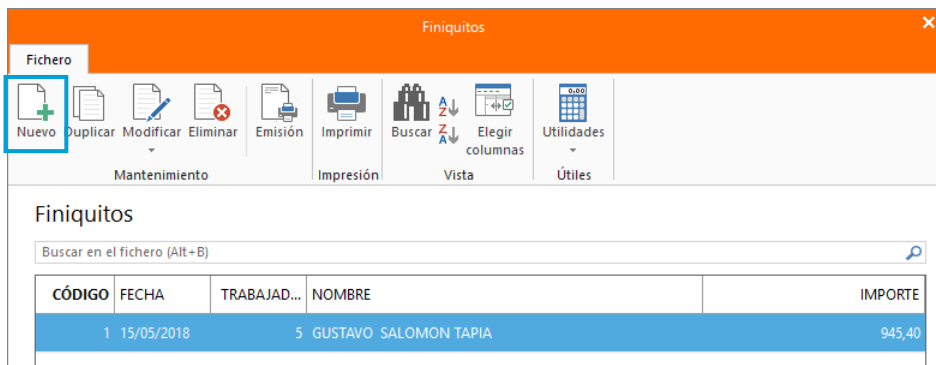 Finiquitos
Fichero
Nuevo Duplicar Modificar Eliminar Emisión Imprimir Buscar Elegir columnas Utilidades
Mantenimiento Impresión Vista Útiles
Finiquitos
Buscar en el fichero (Alt+B)
CÓDIGO FECHA TRABAJAD... NOMBRE IMPORTE
1 15/05/2018 5 GUSTAVO SALOMON TAPIA 945,40